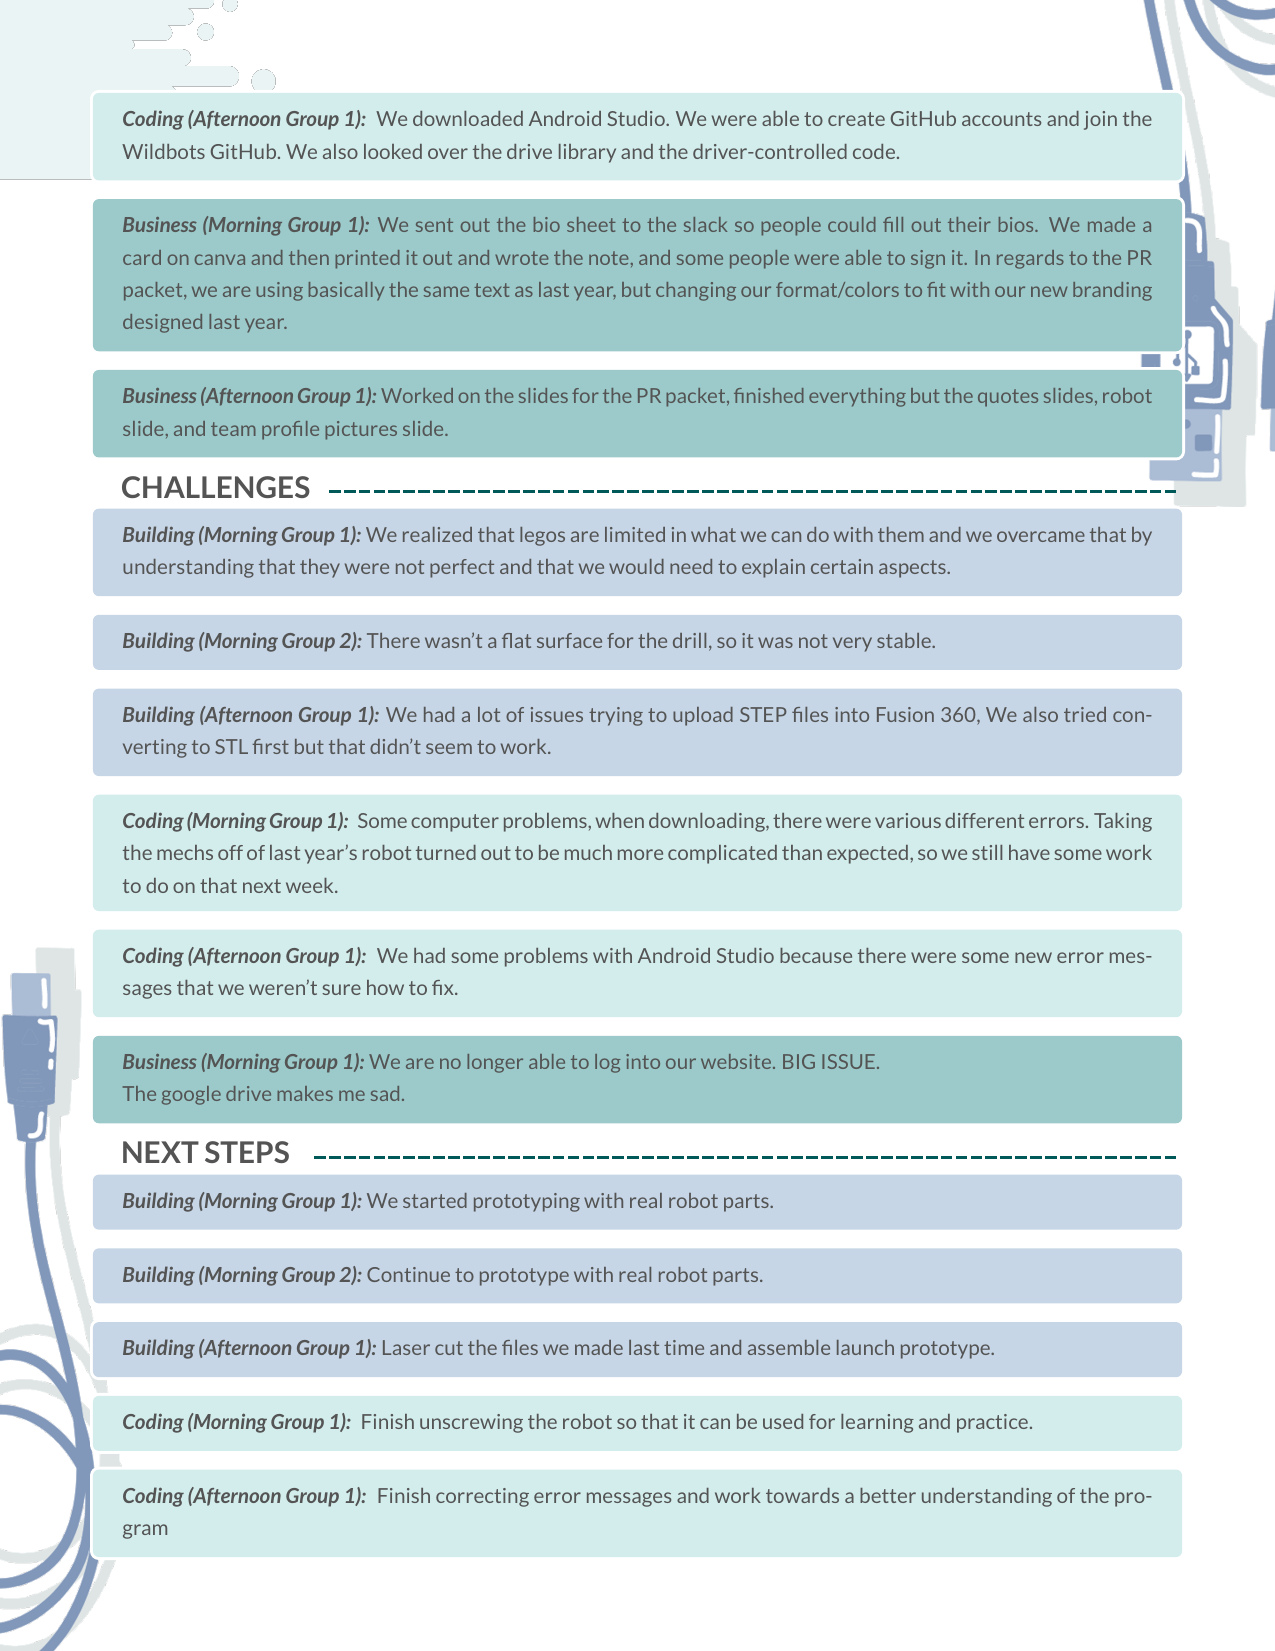 Coding (Afternoon Group 1): We downloaded Android Studio. We were able to create GitHub accounts and join the
Wildbots GitHub. We also looked over the drive library and the driver-controlled code.
Business (Morning Group 1): We sent out the bio sheet to the slack so people could fill out their bios. We made a
card on canva and then printed it out and wrote the note, and some people were able to sign it. In regards to the PR
packet, we are using basically the same text as last year, but changing our format/colors to fit with our new branding
designed last year.
Business (Afternoon Group 1): Worked on the slides for the PR packet, finished everything but the quotes slides, robot
slide, and team profile pictures slide.
CHALLENGES
Building (Morning Group 1): We realized that legos are limited in what we can do with them and we overcame that by
understanding that they were not perfect and that we would need to explain certain aspects.
Building (Morning Group 2): There wasn’t a flat surface for the drill, so it was not very stable.
Building (Afternoon Group 1): We had a lot of issues trying to upload STEP files into Fusion 360, We also tried con-
verting to STL first but that didn’t seem to work.
Coding (Morning Group 1): Some computer problems, when downloading, there were various different errors. Taking
the mechs off of last year’s robot turned out to be much more complicated than expected, so we still have some work
to do on that next week.
Coding (Afternoon Group 1): We had some problems with Android Studio because there were some new error mes-
sages that we weren’t sure how to fix.
Business (Morning Group 1): We are no longer able to log into our website. BIG ISSUE.
The google drive makes me sad.
NEXT STEPS
Building (Morning Group 1): We started prototyping with real robot parts.
Building (Morning Group 2): Continue to prototype with real robot parts.
Building (Afternoon Group 1): Laser cut the files we made last time and assemble launch prototype.
Coding (Morning Group 1): Finish unscrewing the robot so that it can be used for learning and practice.
Coding (Afternoon Group 1): Finish correcting error messages and work towards a better understanding of the pro-
gram